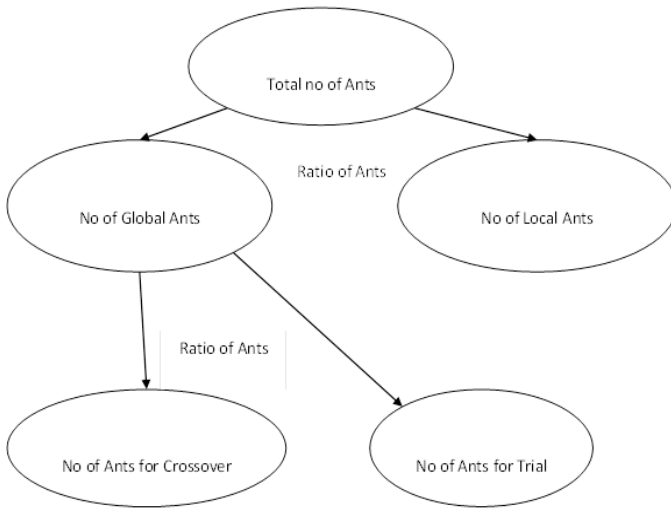 Total no of Ants
Ratio of Ants
No of Global Ants
No of Local Ants
Ratio of Ants
No of Ants for Crossover
No of Ants for Trial